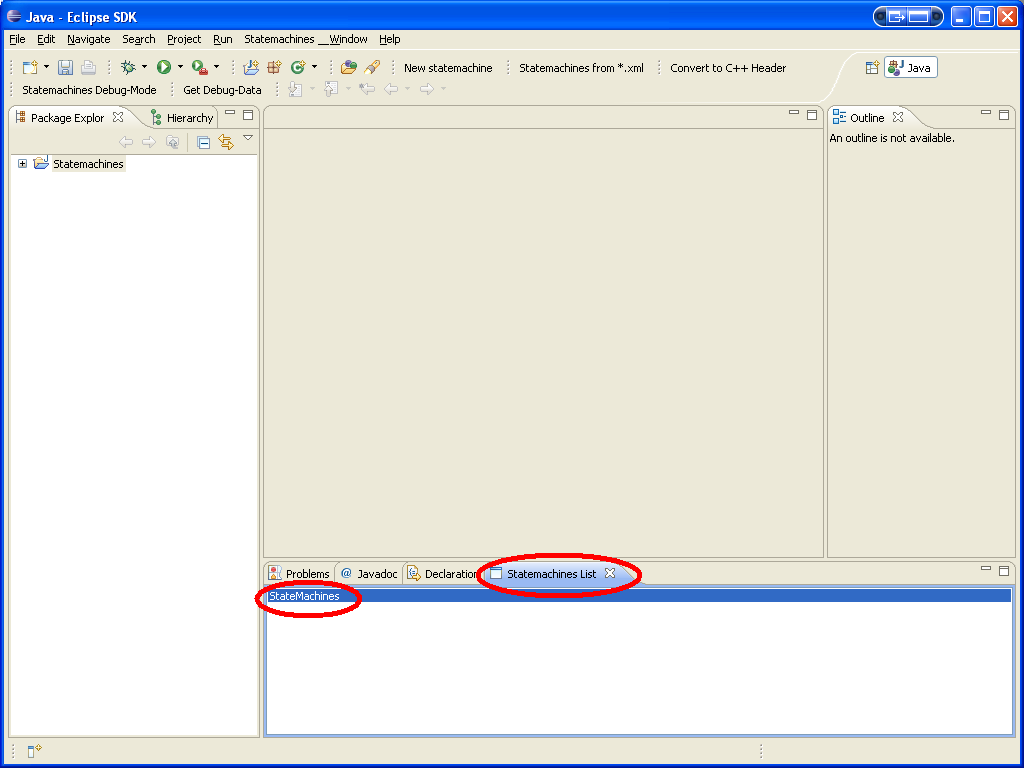 Java - Eclipse SDK
File Edit Navigate Search Project Run Statemachines __Window Help
New statemachine Statemachines from *.xml Convert to C++ Header Java
Statemachines Debug-Mode Get Debug-Data
Package Explor Hierarchy Outline
An outline is not available.
Statemachines
Problems @ Javadoc Declaration Statemachines List
StateMachines